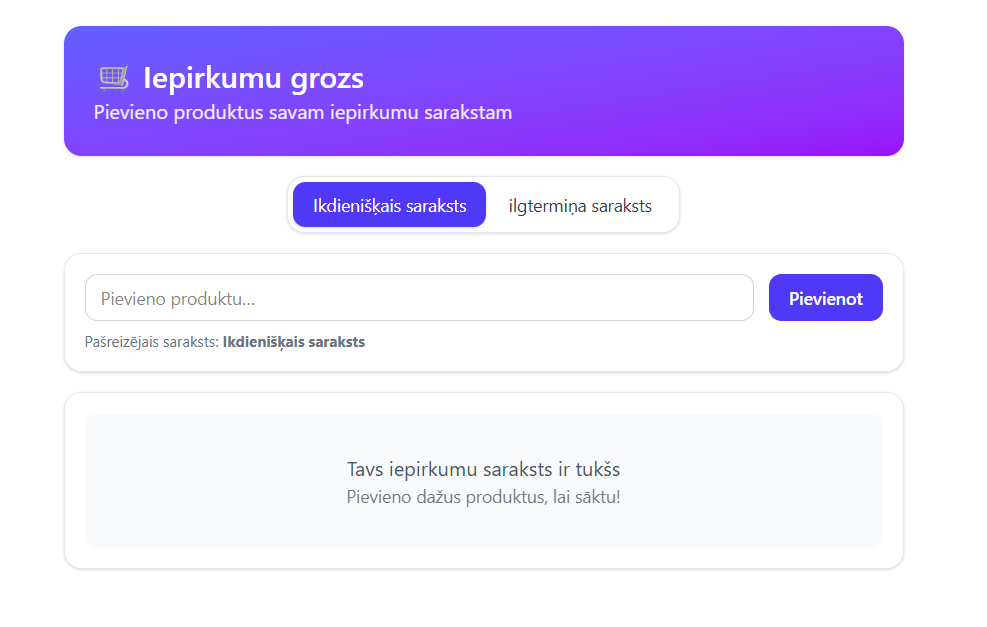 Iepirkumu grozs
Pievieno produktus savam iepirkumu sarakstam
Ikdienišķais saraksts
ilgtermiņa saraksts
Pievieno produktu...
Pievienot
Pašreizējais saraksts: Ikdienišķais saraksts
Tavs iepirkumu saraksts ir tukšs
Pievieno dažus produktus, lai sāktu!